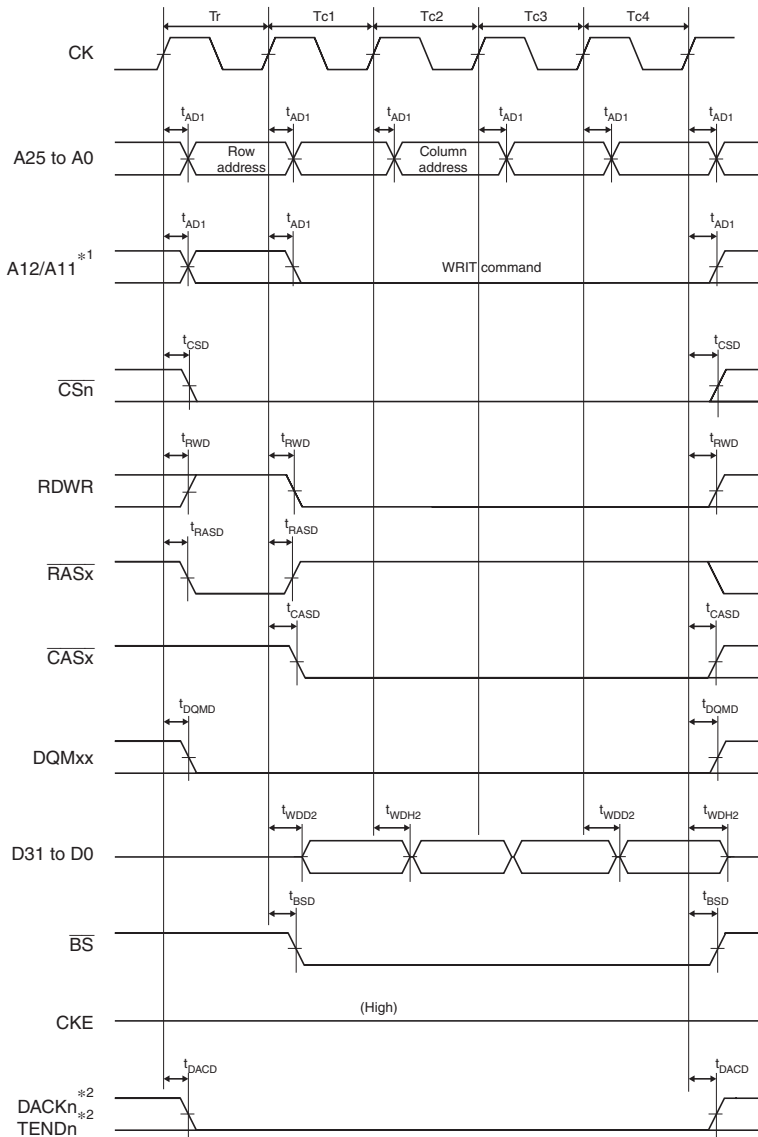 Tr Tc1 Tc2 Tc3 Tc4
CK
tAD1 tAD1 tAD1 tAD1 tAD1 tAD1
A25 to A0
Row
address
Column
address
tAD1 tAD1 tAD1
A12/A11*1
WRIT command
tCSD tCSD
CSn
tRWD tRWD tRWD
RDWR
tRASD tRASD
RASx
tCASD tCASD
CASx
tDQMD tDQMD
DQMxx
tWDD2 tWDH2 tWDD2 tWDH2
D31 to D0
tBSD tBSD
BS
(High)
CKE
tDACD tDACD
DACKn*2
TENDn*2